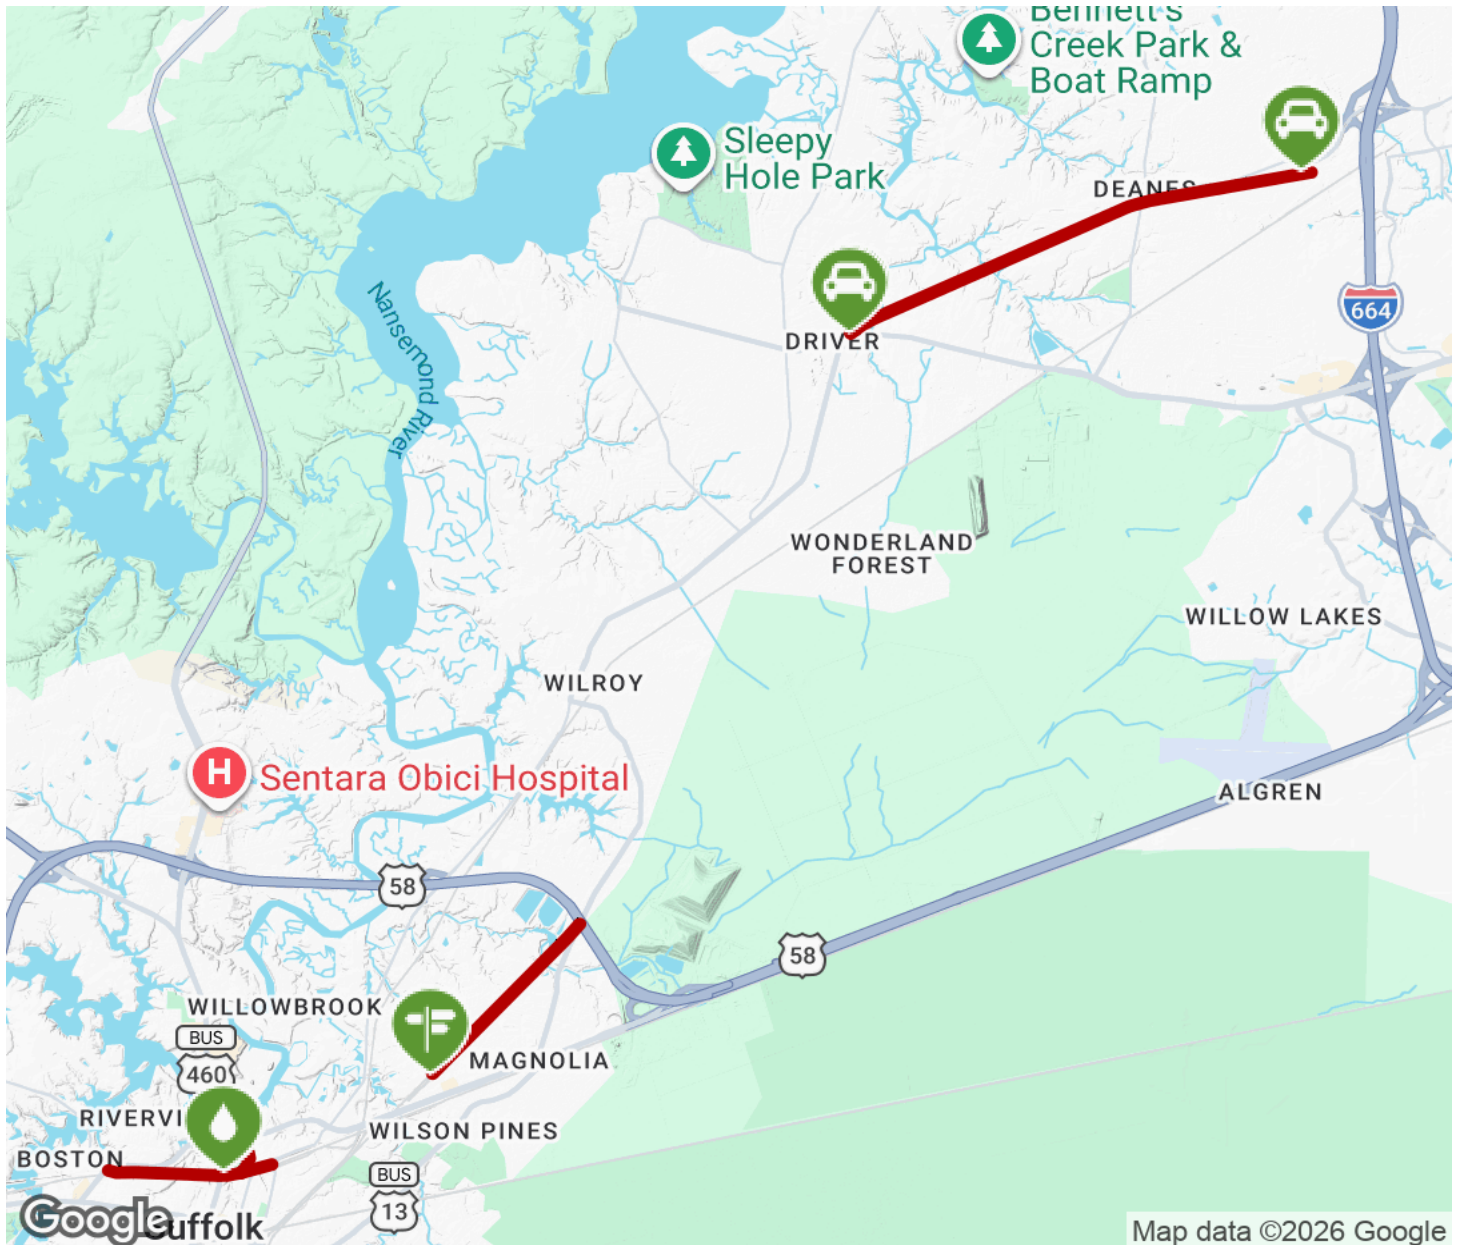 Bennett's
Creek Park &
Boat Ramp
Sleepy
Hole Park
DEANES
664
Nansemond River
DRIVER
WONDERLAND
FOREST
WILLOW LAKES
WILROY
H
Sentara Obici Hospital
ALGREN
58
58
WILLOWBROOK
BUS
460
MAGNOLIA
RIVERVI
WILSON PINES
BOSTON
BUS
13
Google
Suffolk
Map data ©2026 Google